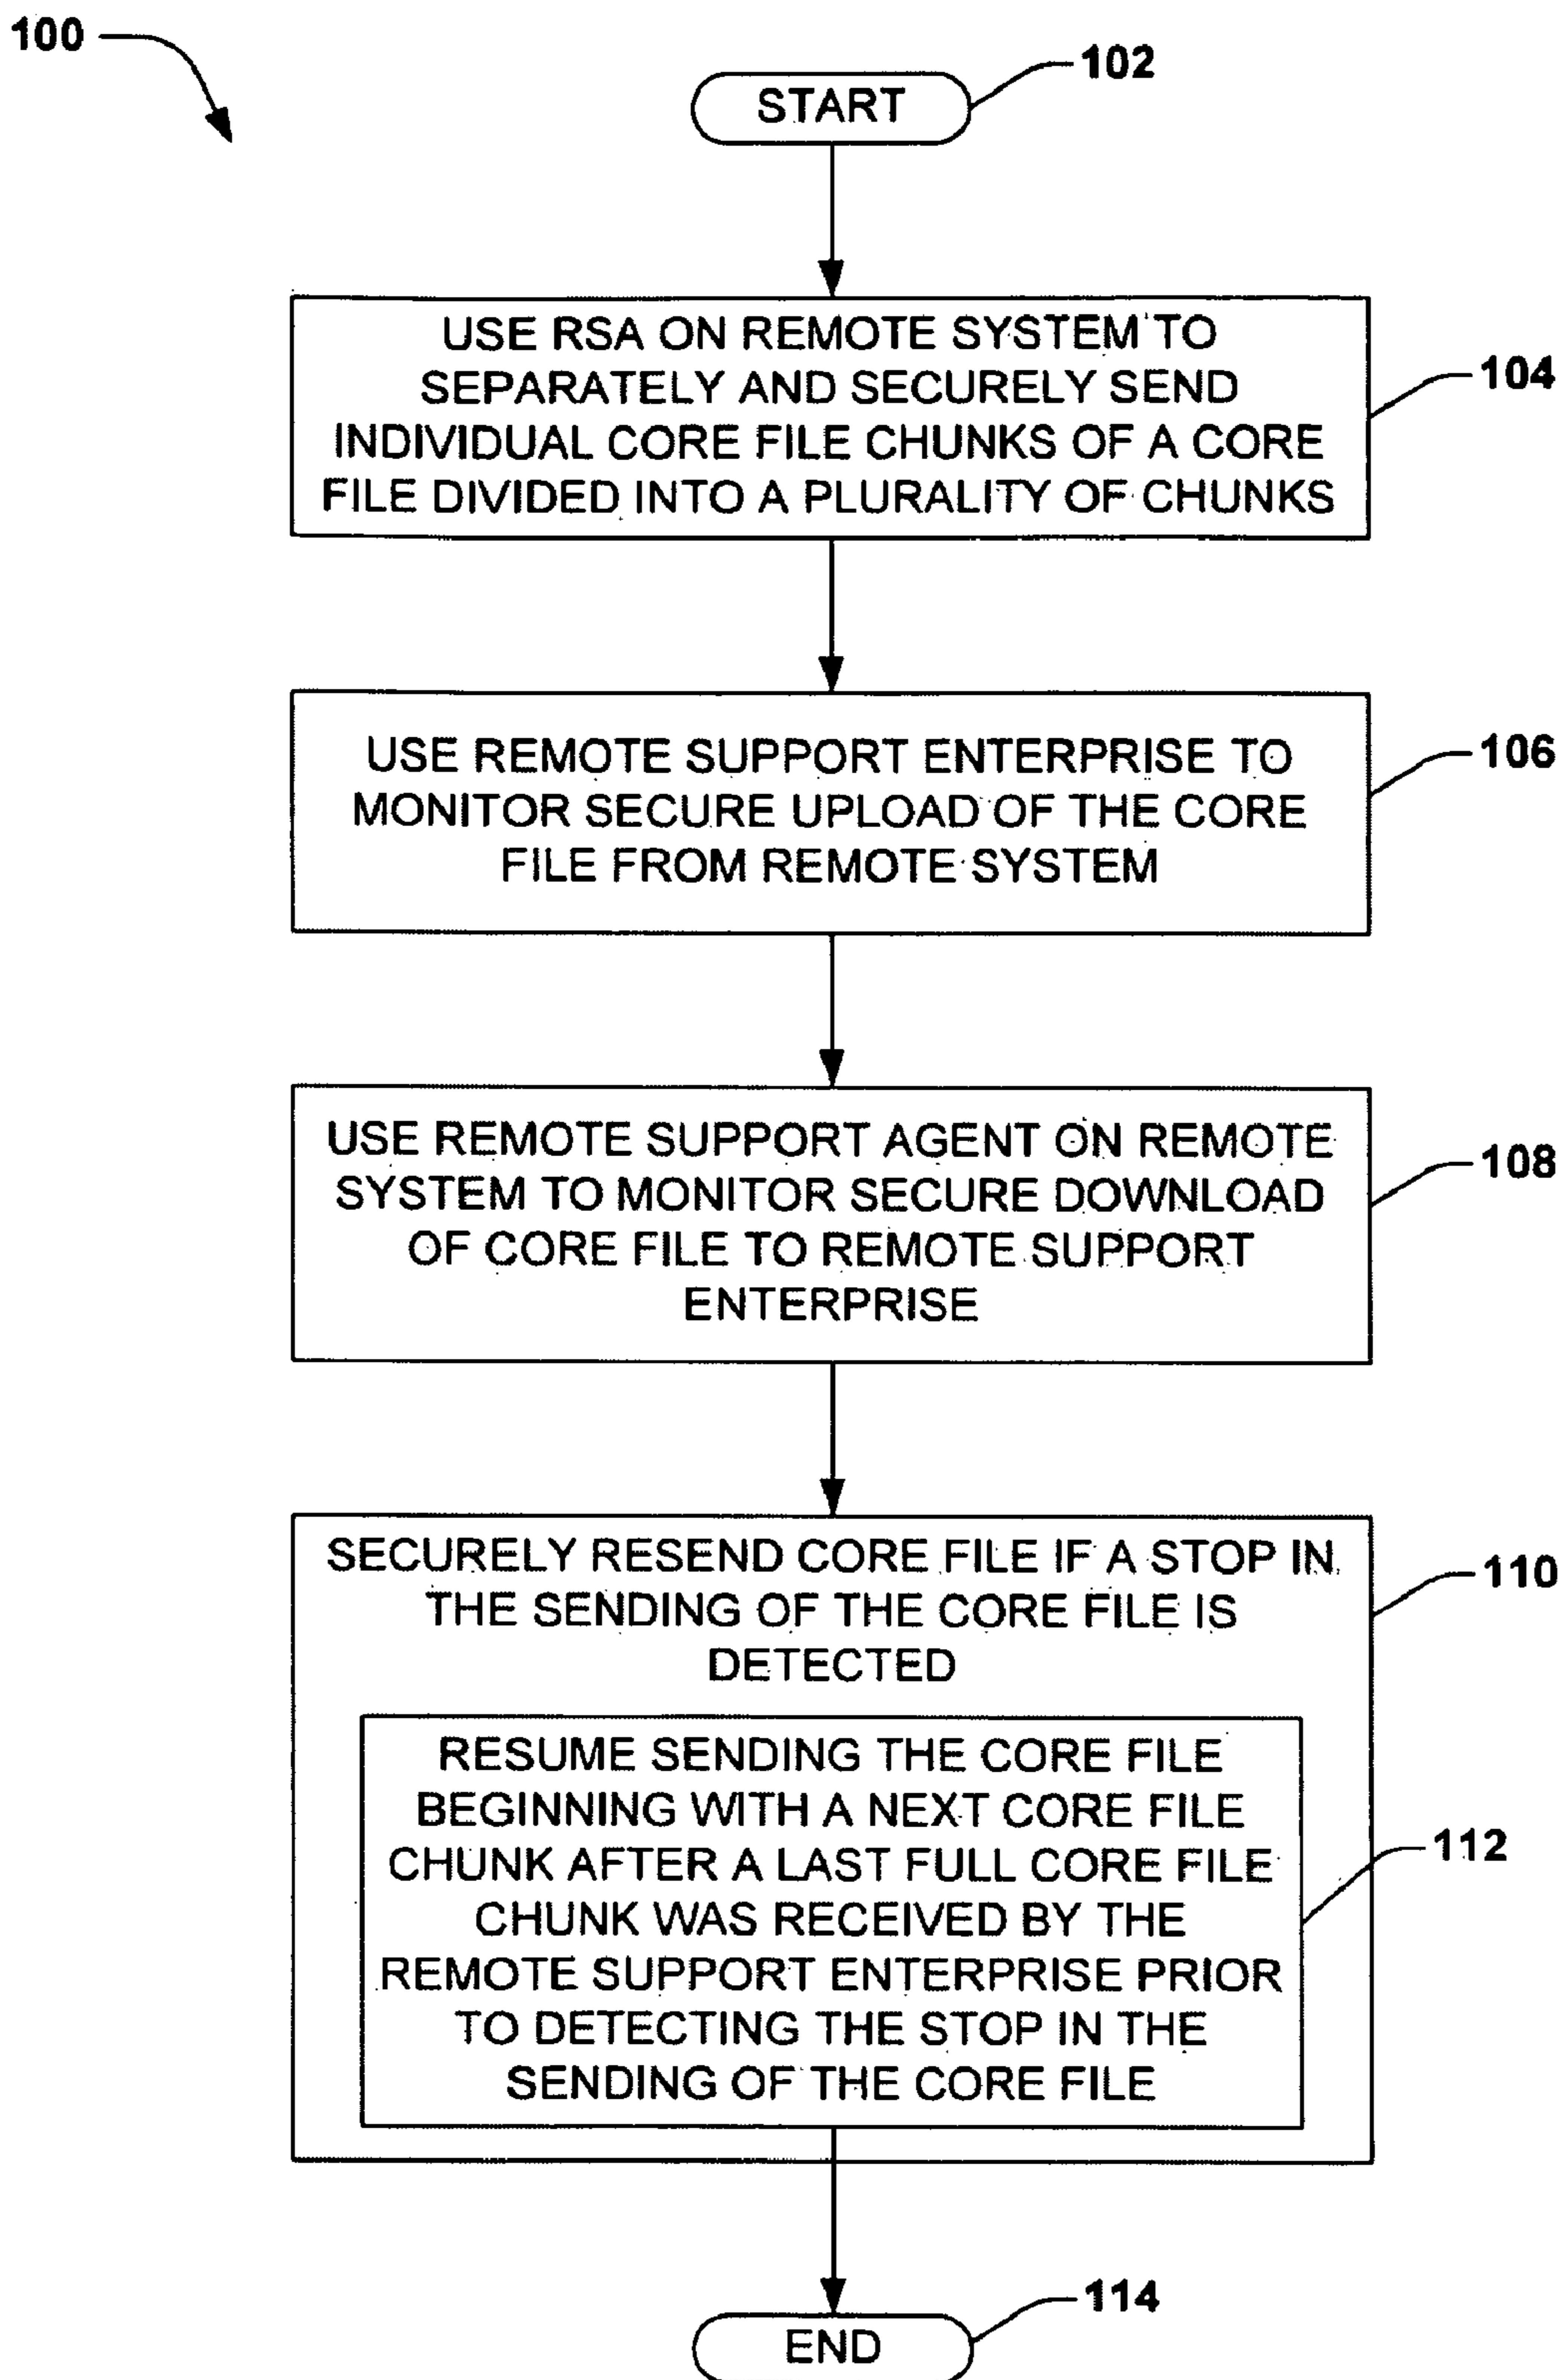 100
102
START
USE RSA ON REMOTE SYSTEM TO
SEPARATELY AND SECURELY SEND
INDIVIDUAL CORE FILE CHUNKS OF A CORE
FILE DIVIDED INTO A PLURALITY OF CHUNKS
104
USE REMOTE SUPPORT ENTERPRISE TO
MONITOR SECURE UPLOAD OF THE CORE
FILE FROM REMOTE SYSTEM
106
USE REMOTE SUPPORT AGENT ON REMOTE
SYSTEM TO MONITOR SECURE DOWNLOAD
OF CORE FILE TO REMOTE SUPPORT
ENTERPRISE
108
SECURELY RESEND CORE FILE IF A STOP IN
THE SENDING OF THE CORE FILE IS
DETECTED
110
RESUME SENDING THE CORE FILE
BEGINNING WITH A NEXT CORE FILE
CHUNK AFTER A LAST FULL CORE FILE
CHUNK WAS RECEIVED BY THE
REMOTE SUPPORT ENTERPRISE PRIOR
TO DETECTING THE STOP IN THE
SENDING OF THE CORE FILE
112
114
END